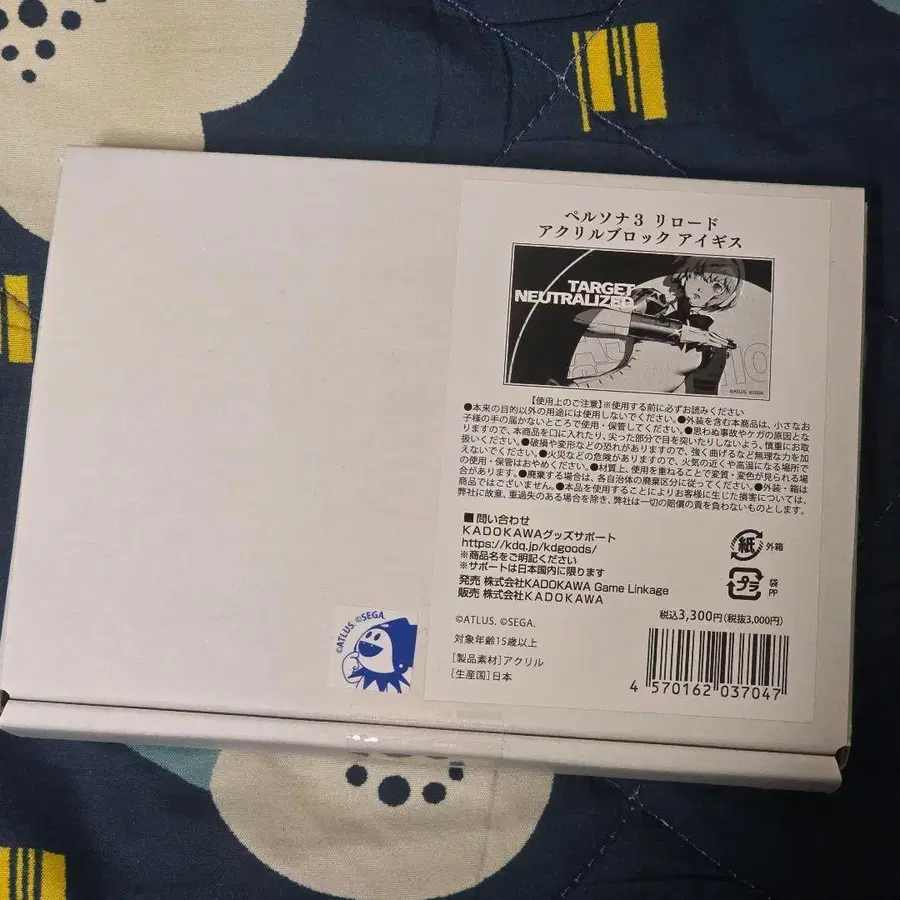 ペルソナ3 リロード
アクリルブロック アイギス
TARGET
NEUTRALIZED
©ATLUS. ©SEGA.
【使用上のご注意】※使用する前に必ずお読みください
●本来の目的以外の用途には使用しないでください。●外装を含む本商品は、小さなお
子様の手の届かないところで使用・保管してください。●思わぬ事故やケガの原因とな
りますので、本商品を口に入れたり、尖った部分で目を突いたりしないよう、慎重にお取
扱いください。●破損や変形などの恐れがありますので、強く曲げるなど無理な力を加
えないでください。●火災などの危険がありますので、火気の近くや高温になる場所で
の使用・保管はおやめください。●材質上、使用を重ねることで変質・変色が見られる場
合があります。●廃棄する場合は、各自治体の廃棄区分に従ってください。●外装・箱は
商品ではございません。●本品を使用することによりお客様に生じた損害については、
弊社に故意、重過失のある場合を除き、弊社は一切の賠償の責を負わないものとします。
■問い合わせ
KADOKAWAグッズサポート
https://kdq.jp/kdgoods/
※商品名をご明記ください
※サポートは日本国内に限ります
発売 株式会社KADOKAWA Game Linkage
販売 株式会社KADOKAWA
紙 外箱
プラ 袋
PP
税込3,300円(税抜3,000円)
©ATLUS. ©SEGA.
対象年齢15歳以上
[製品素材]アクリル
[生産国]日本
4 570162 037047
©ATLUS. ©SEGA.